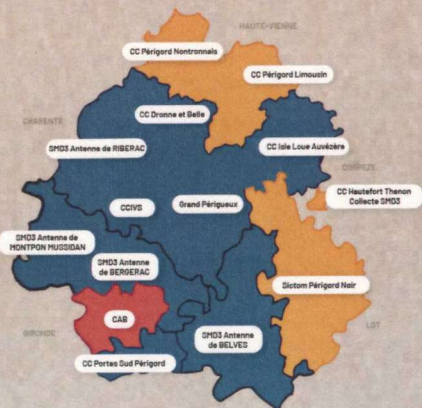 HAUTE-VIENNE
CC Périgord Nontronnais
CC Périgord Limousin
CC Dronne et Belle
CHARENTE
SMD3 Antenne de RIBERAC
CC Isle Loue Auvézère
CORRÈZE
CC Hautefort Thenon
Collecte SMD3
CCIVS
Grand Périgueux
SMD3 Antenne de
MONTPON MUSSIDAN
SMD3 Antenne
de BERGERAC
Sictom Périgord Noir
CAB
GIRONDE
LOT
SMD3 Antenne
de BELVES
CC Portes Sud Périgord